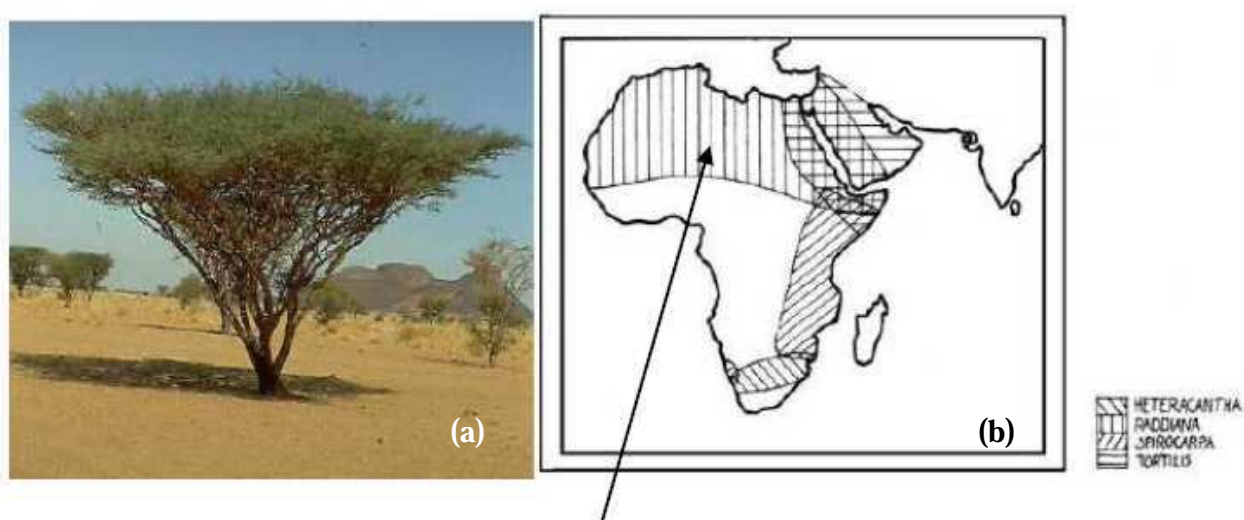 (a)
(b)
HETERACANTHA
RADDIANA
SPIROCARPA
TORTILIS